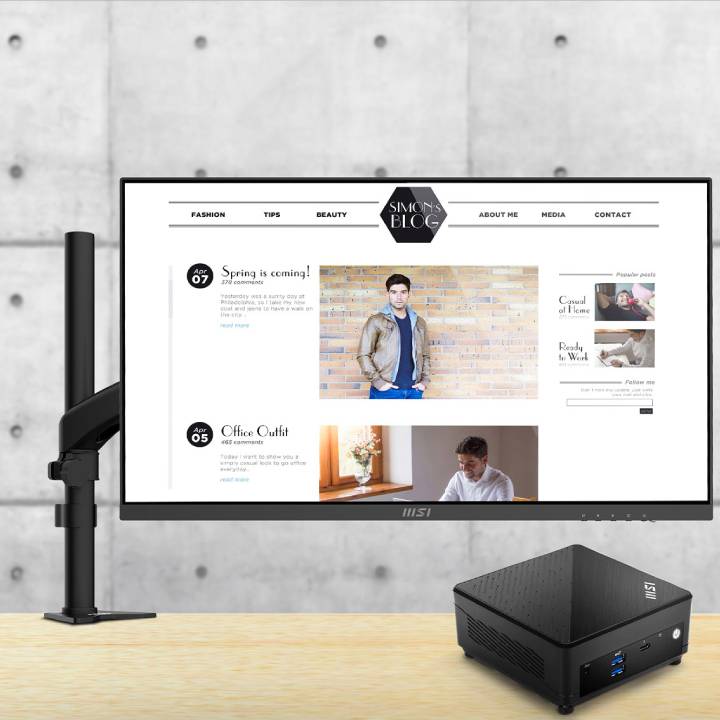 FASHION TIPS BEAUTY SIMON's BLOG ABOUT ME MEDIA CONTACT
Apr 07
Spring is coming!
378 comments
Yesterday was a sunny day at
Philadelphia, so I take my new
coat and jeans to have a walk on
the city...
read more
Popular posts
Casual
at Home
Ready
to Work
Follow me
Apr 05
Office Outfit
465 comments
Today I want to show you a
simply casual look to go office
everyday...
read more
msi
msi